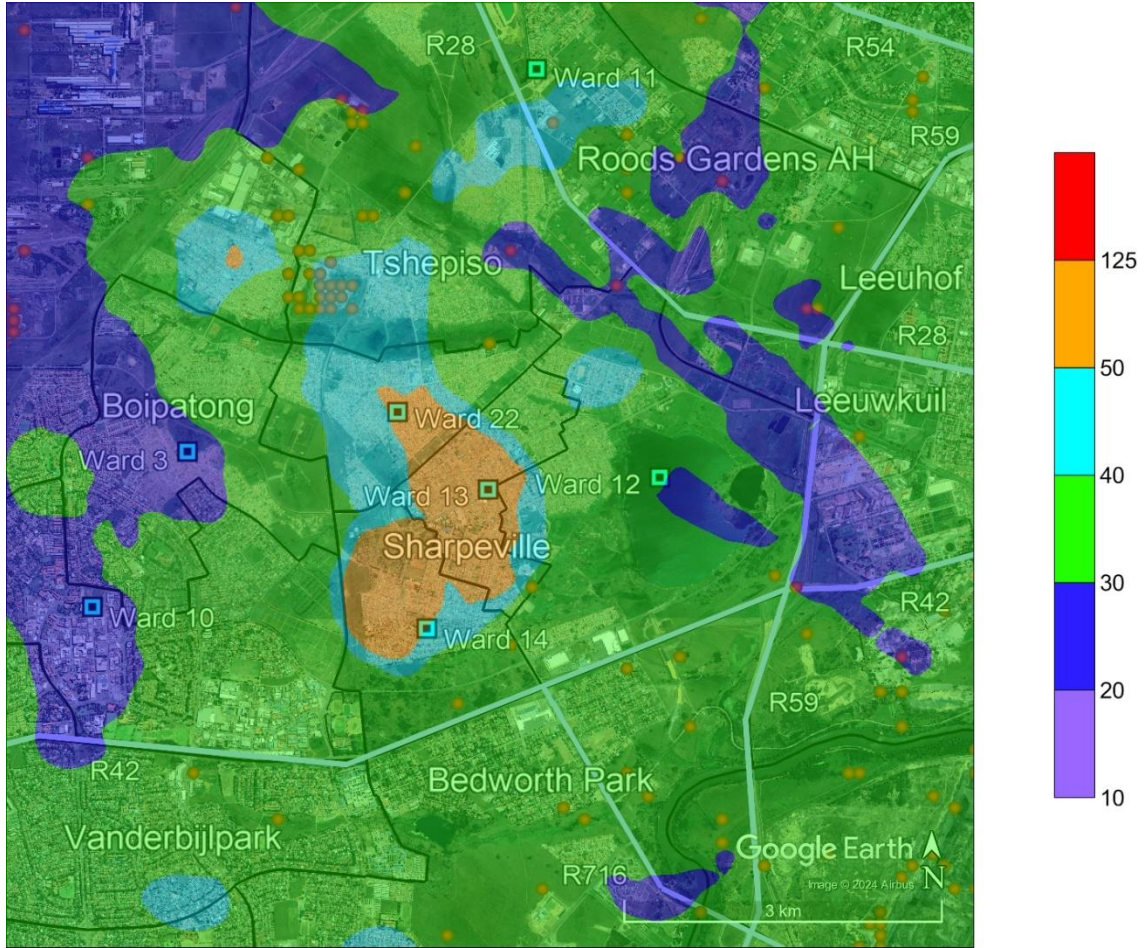 R28
R54
Ward 11
R59
Roods Gardens AH
Tshepiso
Leeuhof
125
R28
50
Boipatong
Leeuwkuil
Ward 22
Ward 3
40
Ward 13
Ward 12
Sharpeville
30
Ward 10
R42
Ward 14
20
R59
R42
Bedworth Park
10
Vanderbijlpark
Google Earth
R716
Image © 2024 Airbus
N
3 km